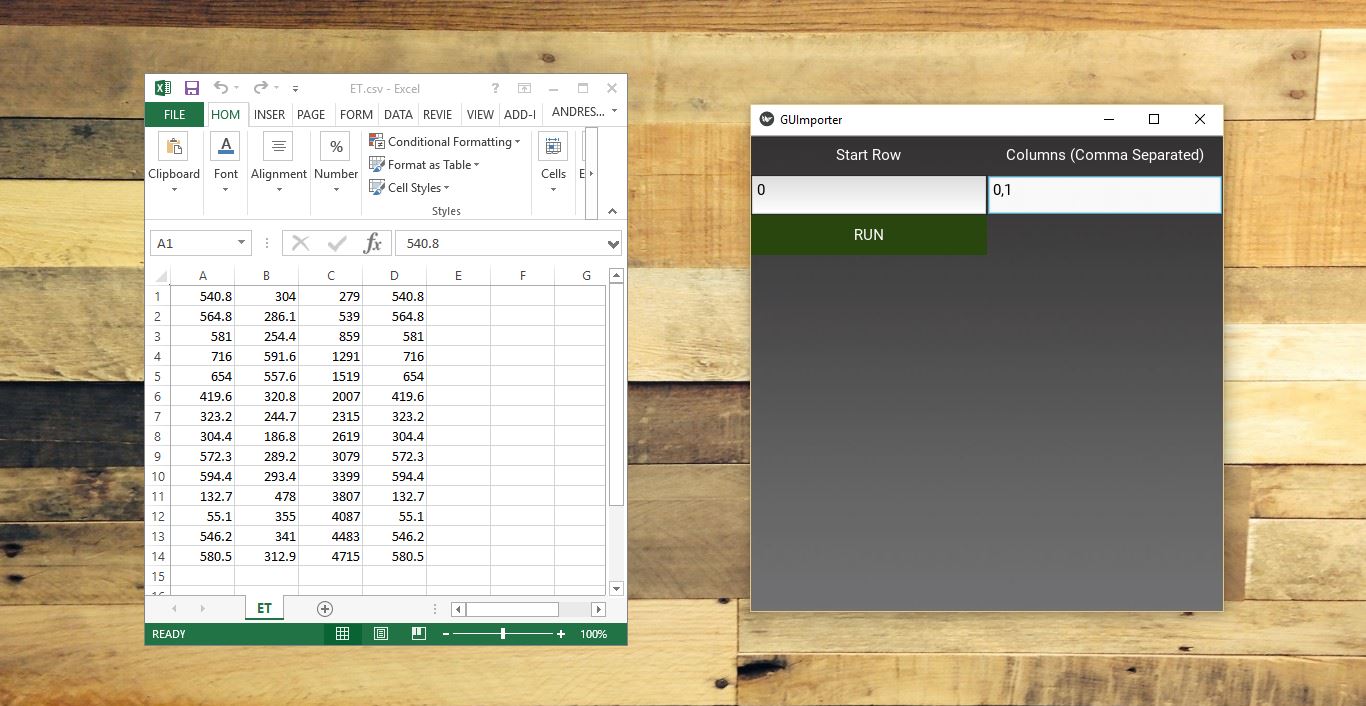 ET.csv - Excel
FILE HOM INSER PAGE FORM DATA REVIE VIEW ADD-I ANDRES...
Clipboard Font Alignment Number Conditional Formatting Format as Table Cell Styles Styles Cells E
A1 fx 540.8
A B C D E F G
1 540.8 304 279 540.8
2 564.8 286.1 539 564.8
3 581 254.4 859 581
4 716 591.6 1291 716
5 654 557.6 1519 654
6 419.6 320.8 2007 419.6
7 323.2 244.7 2315 323.2
8 304.4 186.8 2619 304.4
9 572.3 289.2 3079 572.3
10 594.4 293.4 3399 594.4
11 132.7 478 3807 132.7
12 55.1 355 4087 55.1
13 546.2 341 4483 546.2
14 580.5 312.9 4715 580.5
15
ET
READY 100%
GUImporter
Start Row Columns (Comma Separated)
0 0,1
RUN